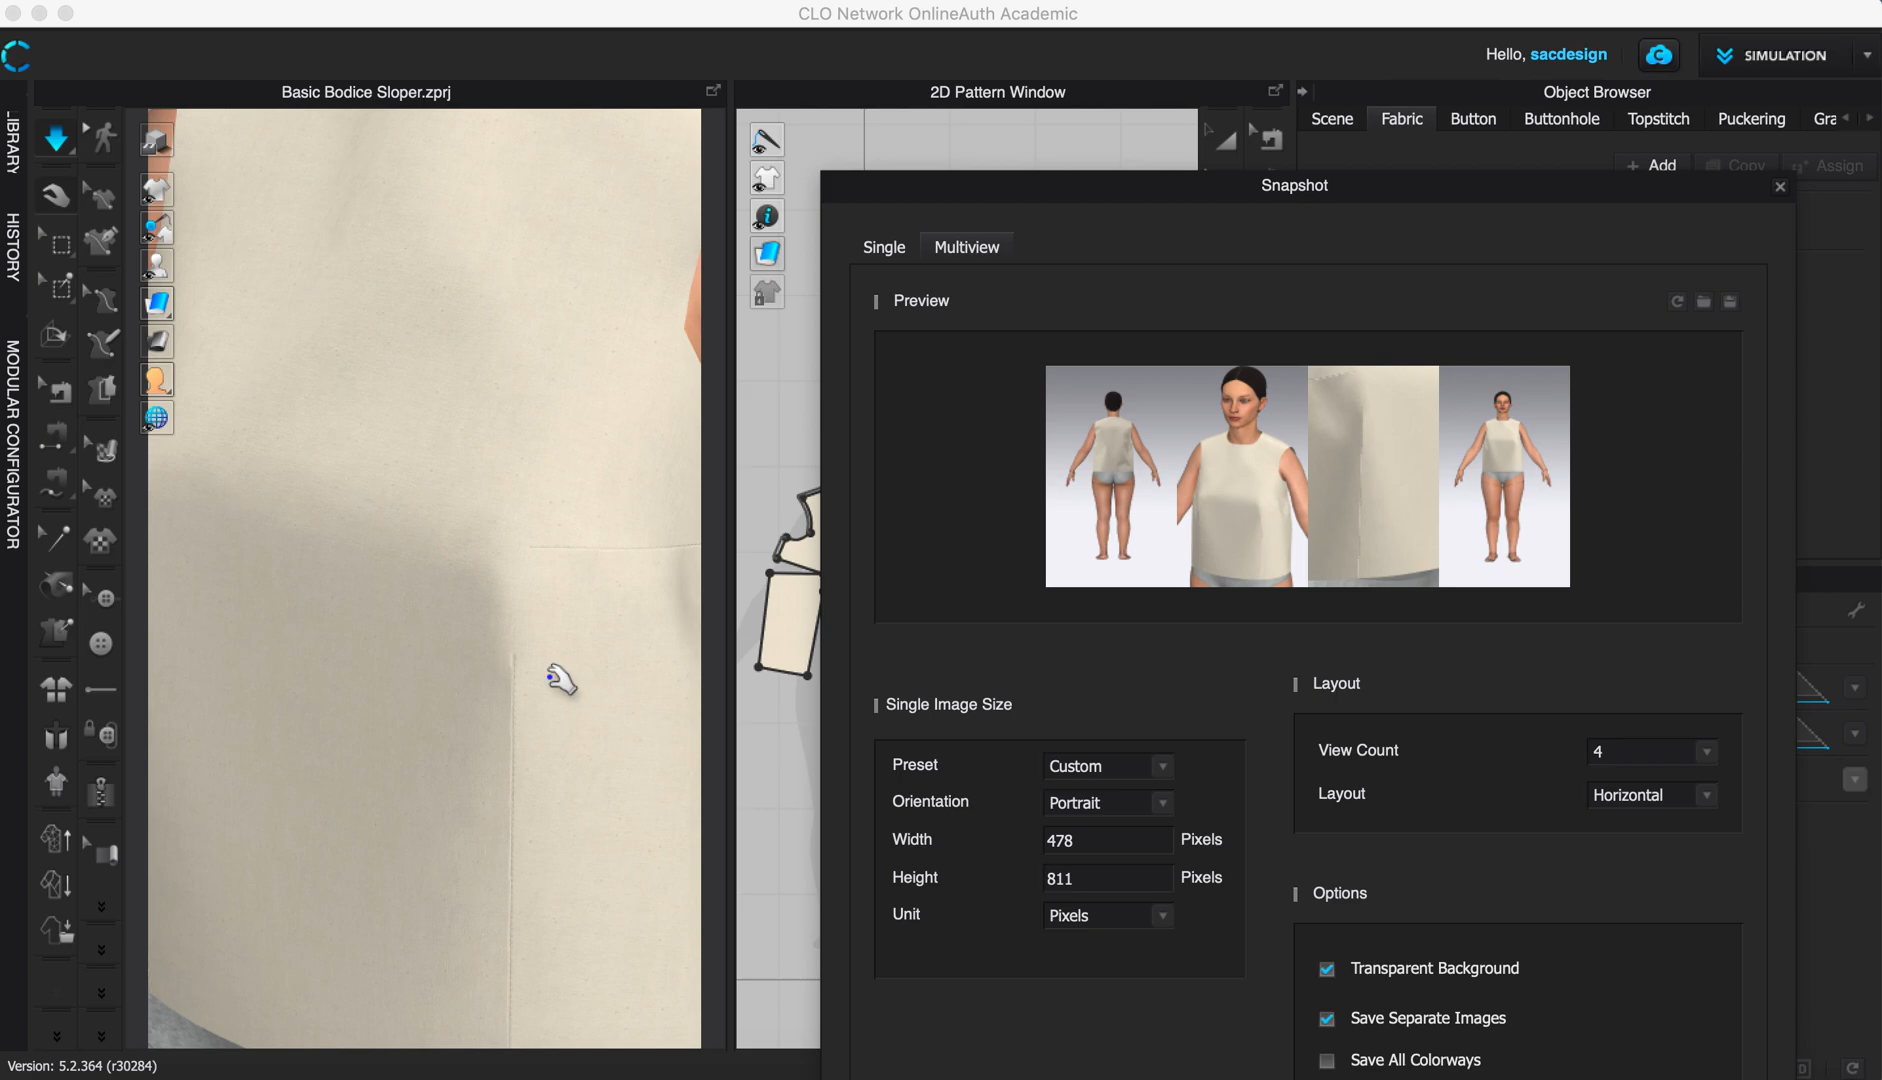 CLO Network OnlineAuth Academic
Hello, sacdesign
SIMULATION
Basic Bodice Sloper.zprj
2D Pattern Window
Object Browser
Scene Fabric Button Buttonhole Topstitch Puckering Gra
+ Add Copy Assign
LIBRARY
HISTORY
MODULAR CONFIGURATOR
Snapshot
Single Multiview
Preview
Single Image Size
Preset Custom
Orientation Portrait
Width 478 Pixels
Height 811 Pixels
Unit Pixels
Layout
View Count 4
Layout Horizontal
Options
Transparent Background
Save Separate Images
Save All Colorways
Version: 5.2.364 (r30284)